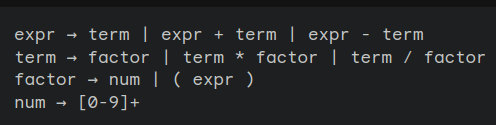 expr → term | expr + term | expr - term
term → factor | term * factor | term / factor
factor → num | ( expr )
num → [0-9]+